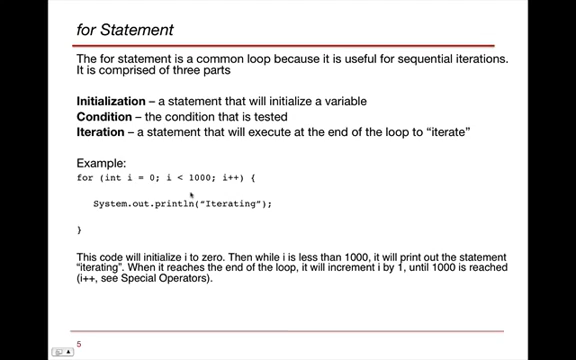 for Statement
The for statement is a common loop because it is useful for sequential iterations.
It is comprised of three parts
Initialization – a statement that will initialize a variable
Condition – the condition that is tested
Iteration – a statement that will execute at the end of the loop to “iterate”
Example:
for (int i = 0; i < 1000; i++) {
System.out.println(“Iterating”);
}
This code will initialize i to zero. Then while i is less than 1000, it will print out the statement
“iterating”. When it reaches the end of the loop, it will increment i by 1, until 1000 is reached
(i++, see Special Operators).
5